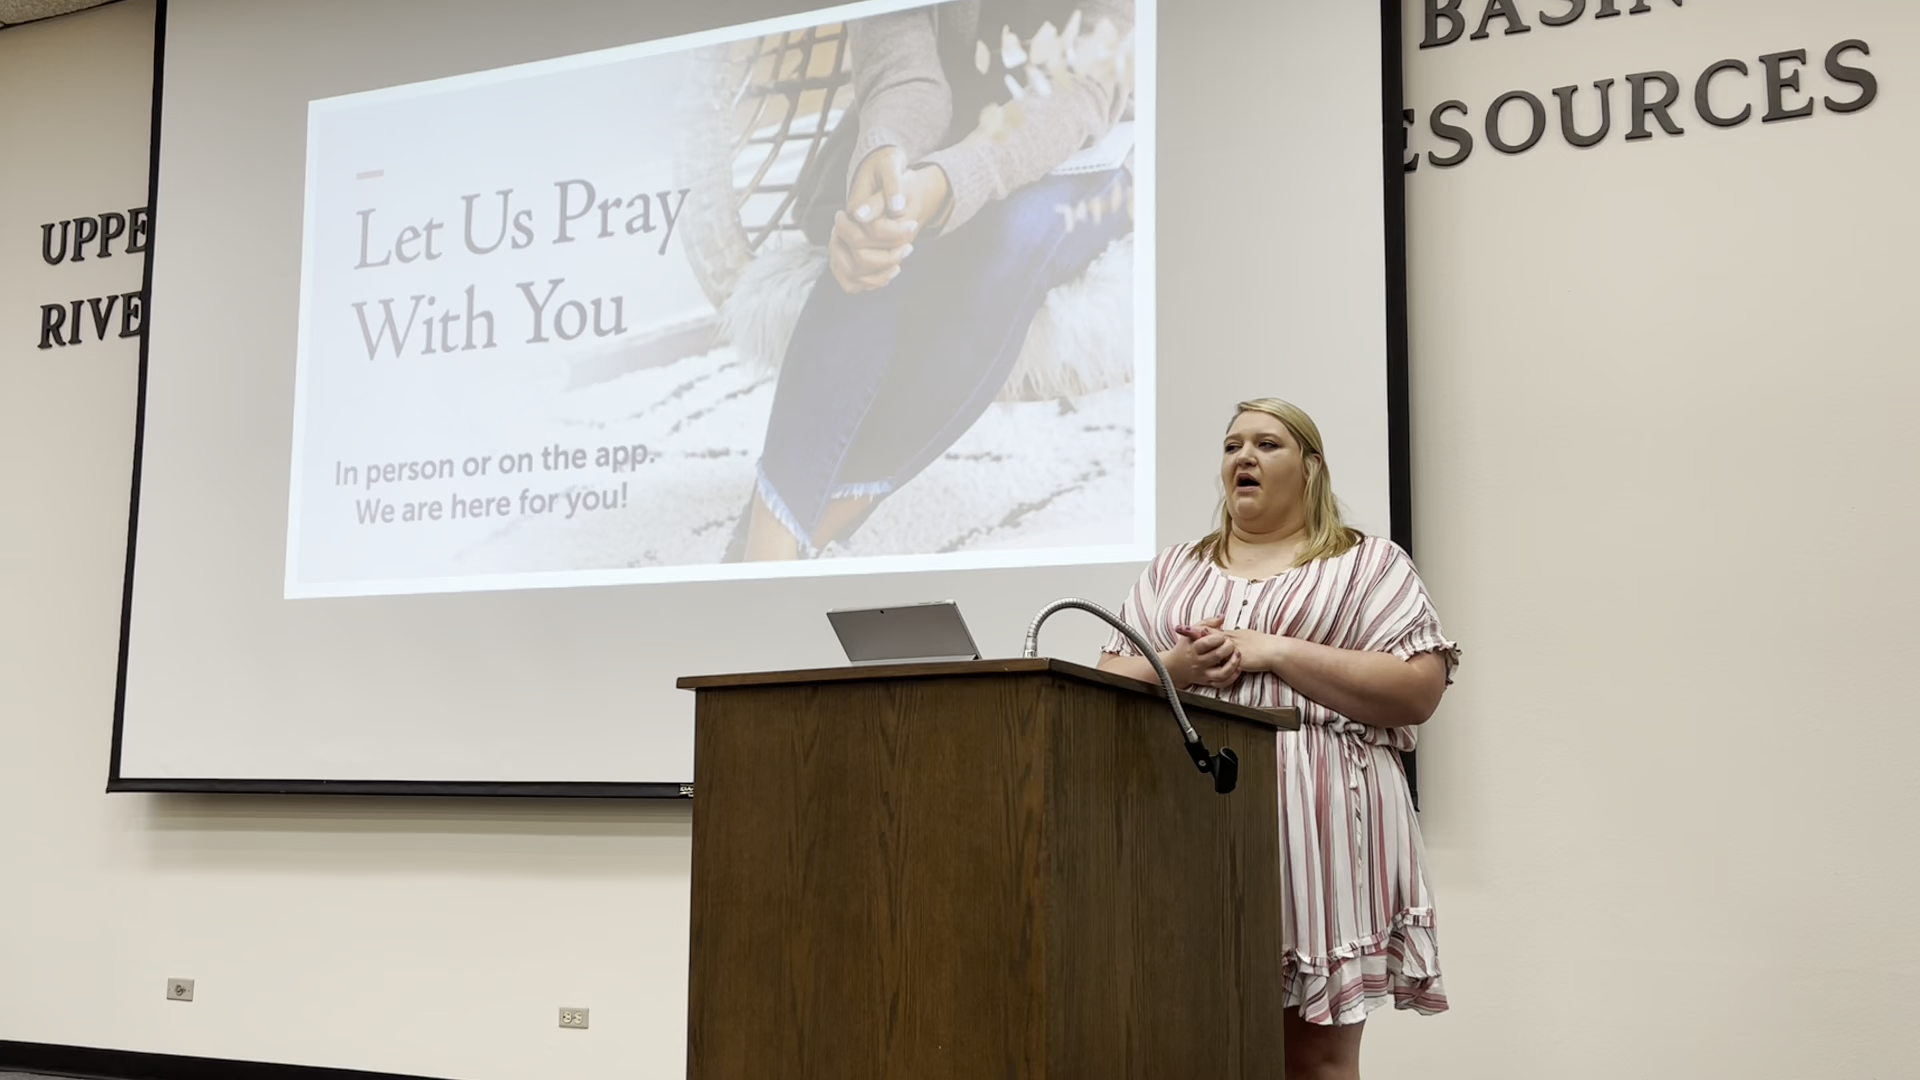 BASIN
ESOURCES
UPPE
RIVE
Let Us Pray
With You
In person or on the app.
We are here for you!